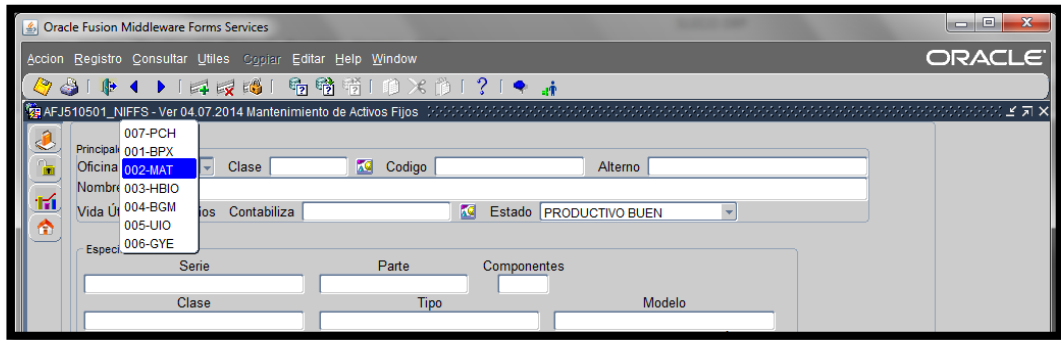 Oracle Fusion Middleware Forms Services
Accion Registro Consultar Utiles Copiar Editar Help Window
ORACLE
AFJ510501_NIFFS - Ver 04.07.2014 Mantenimiento de Activos Fijos
007-PCH
001-BPX
002-MAT
003-HBIO
004-BGM
005-UIO
006-GYE
Principale
Oficina Clase Codigo Alterno
Nombre
Vida Út ios Contabiliza Estado PRODUCTIVO BUEN
Especi
Serie Parte Componentes
Clase Tipo Modelo